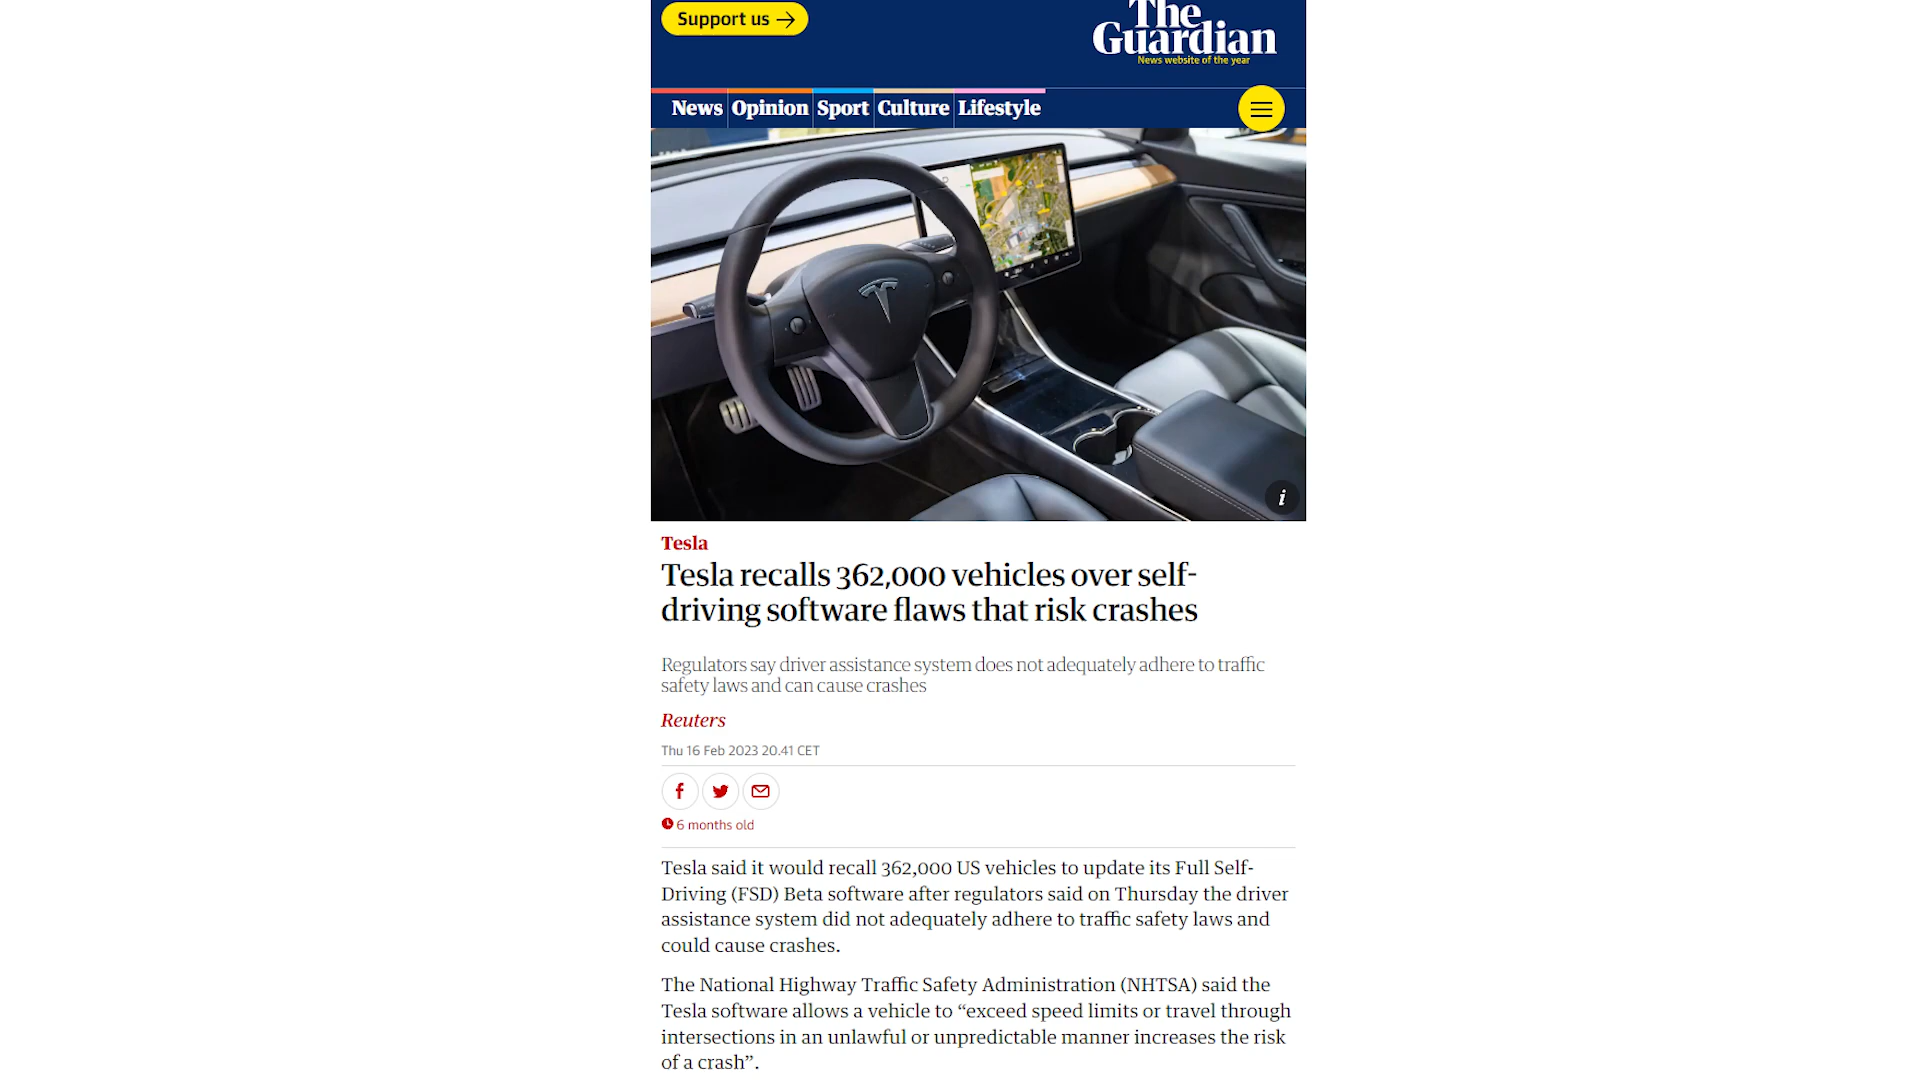 Support us
The
Guardian
News website of the year
News Opinion Sport Culture Lifestyle
i
Tesla
Tesla recalls 362,000 vehicles over self-
driving software flaws that risk crashes
Regulators say driver assistance system does not adequately adhere to traffic
safety laws and can cause crashes
Reuters
Thu 16 Feb 2023 20.41 CET
6 months old
Tesla said it would recall 362,000 US vehicles to update its Full Self-
Driving (FSD) Beta software after regulators said on Thursday the driver
assistance system did not adequately adhere to traffic safety laws and
could cause crashes.
The National Highway Traffic Safety Administration (NHTSA) said the
Tesla software allows a vehicle to “exceed speed limits or travel through
intersections in an unlawful or unpredictable manner increases the risk
of a crash”.